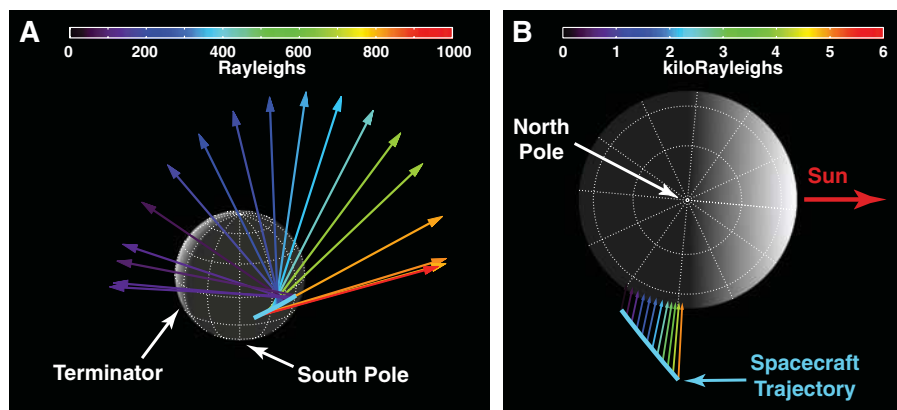 A
0 200 400 600 800 1000
Rayleighs
Terminator
South Pole
B
0 1 2 3 4 5 6
kiloRayleighs
North
Pole
Sun
Spacecraft
Trajectory